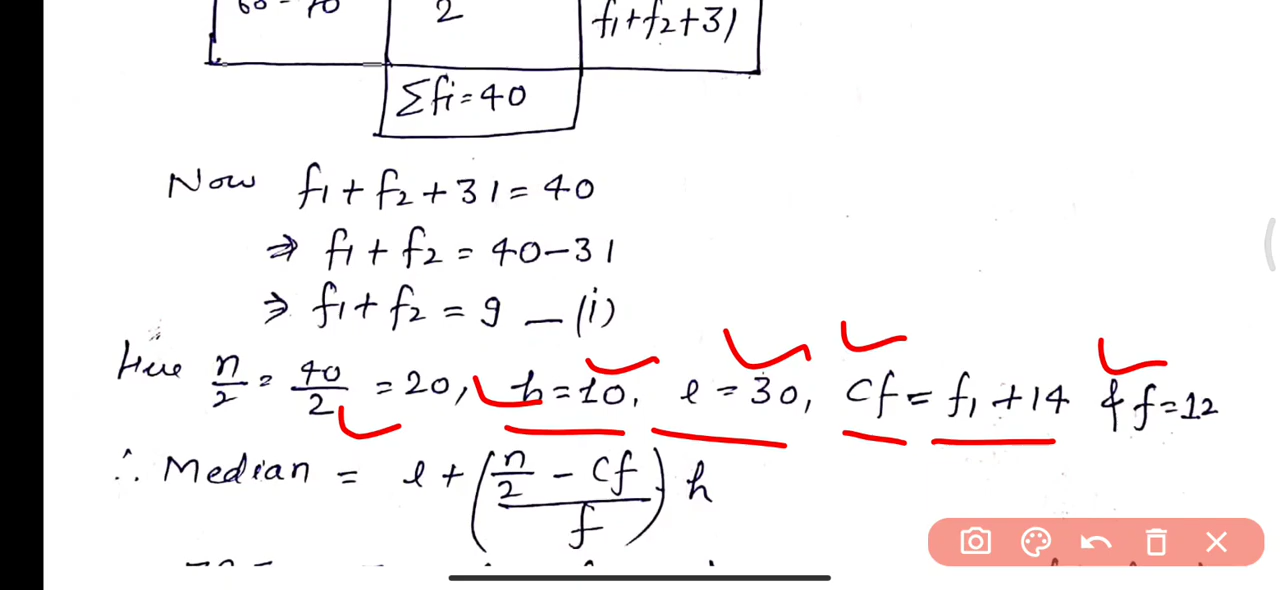 60 - 70 2 f1+f2+31
Σfi=40
Now f1 + f2 + 31 = 40
⇒ f1 + f2 = 40-31
⇒ f1 + f2 = 9 — (i)
Here n/2 = 40/2 = 20, h=10, l = 30, Cf = f1 +14 & f=12
∴ Median = l + (n/2 - Cf / f) h